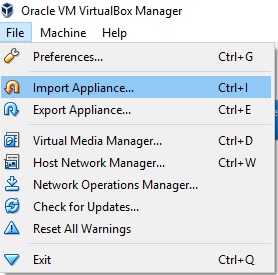 Oracle VM VirtualBox Manager
File Machine Help
Preferences... Ctrl+G
Import Appliance... Ctrl+I
Export Appliance... Ctrl+E
Virtual Media Manager... Ctrl+D
Host Network Manager... Ctrl+W
Network Operations Manager...
Check for Updates...
Reset All Warnings
Exit Ctrl+Q